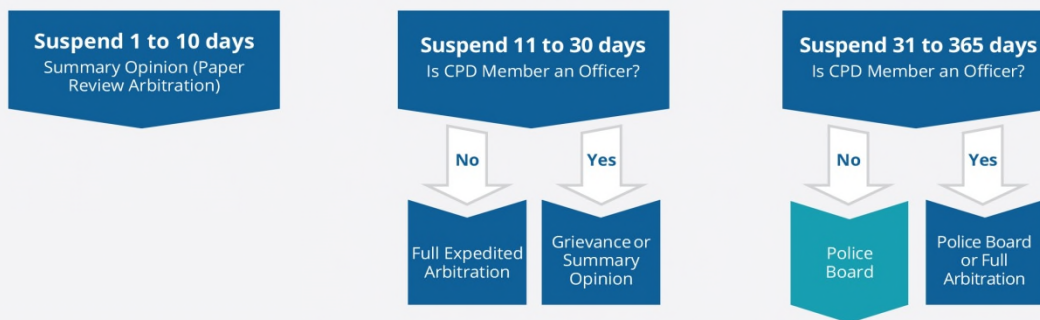 Suspend 1 to 10 days
Summary Opinion (Paper
Review Arbitration)
Suspend 11 to 30 days
Is CPD Member an Officer?
No
Yes
Full Expedited
Arbitration
Grievance or
Summary
Opinion
Suspend 31 to 365 days
Is CPD Member an Officer?
No
Yes
Police
Board
Police Board
or Full
Arbitration